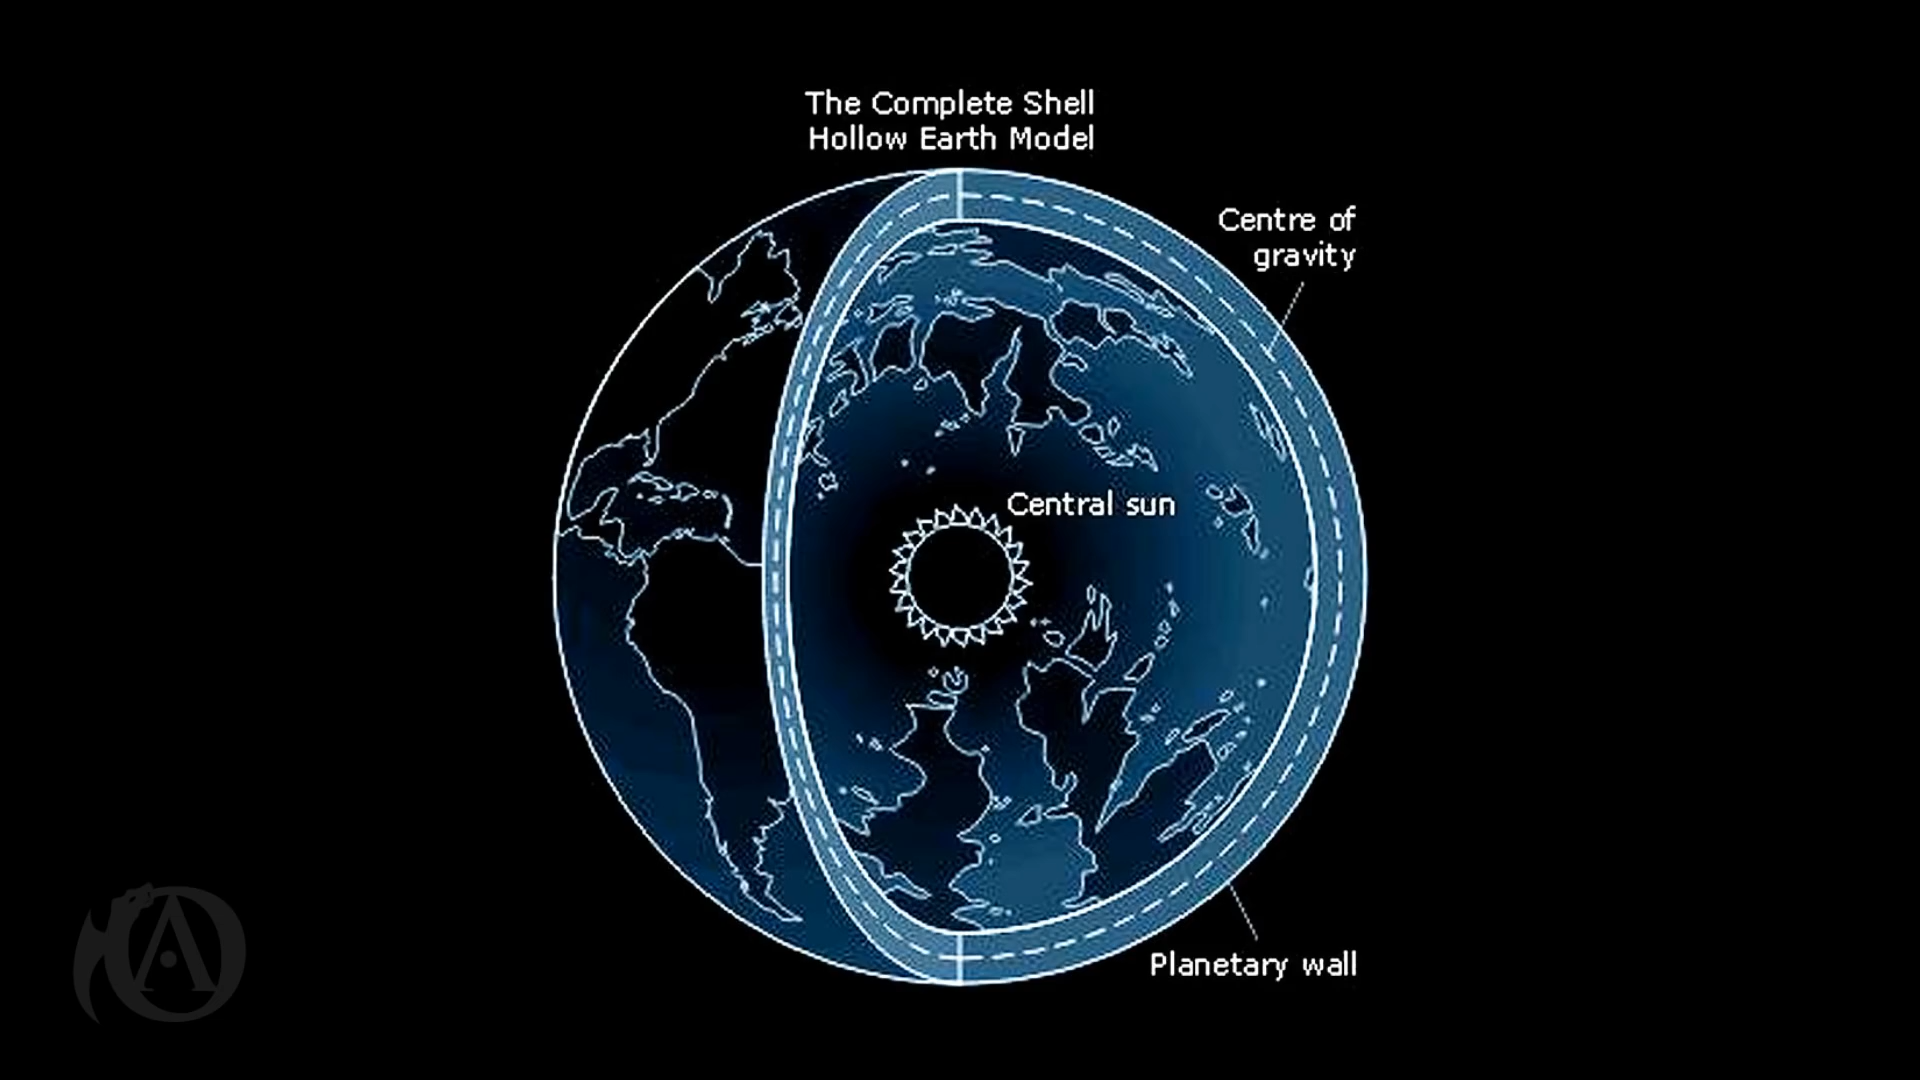 The Complete Shell
Hollow Earth Model
Centre of
gravity
Central sun
Planetary wall